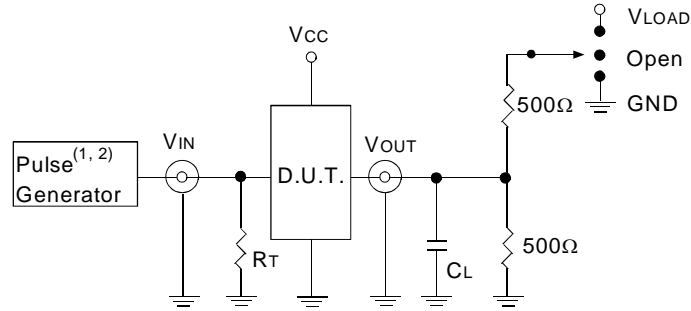 VLOAD
VCC
Open
500Ω
GND
VIN
VOUT
Pulse(1, 2)
Generator
D.U.T.
RT
CL
500Ω